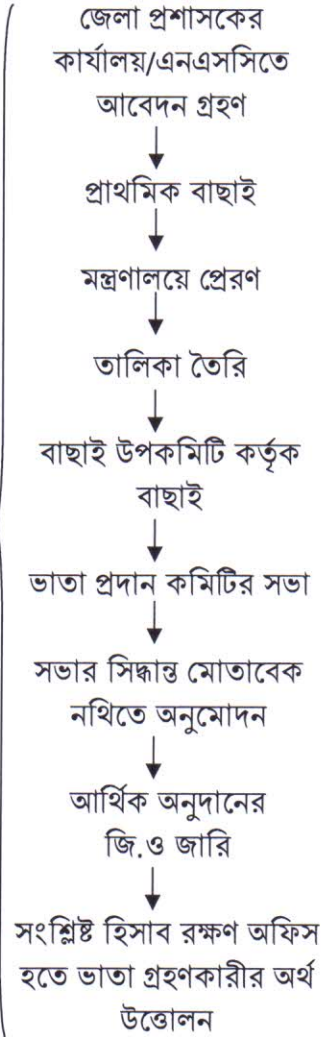 জেলা প্রশাসকের
কার্যালয়/এনএসসিতে
আবেদন গ্রহণ
প্রাথমিক বাছাই
মন্ত্রণালয়ে প্রেরণ
তালিকা তৈরি
বাছাই উপকমিটি কর্তৃক
বাছাই
ভাতা প্রদান কমিটির সভা
সভার সিদ্ধান্ত মোতাবেক
নথিতে অনুমোদন
আর্থিক অনুদানের
জি.ও জারি
সংশ্লিষ্ট হিসাব রক্ষণ অফিস
হতে ভাতা গ্রহণকারীর অর্থ
উত্তোলন